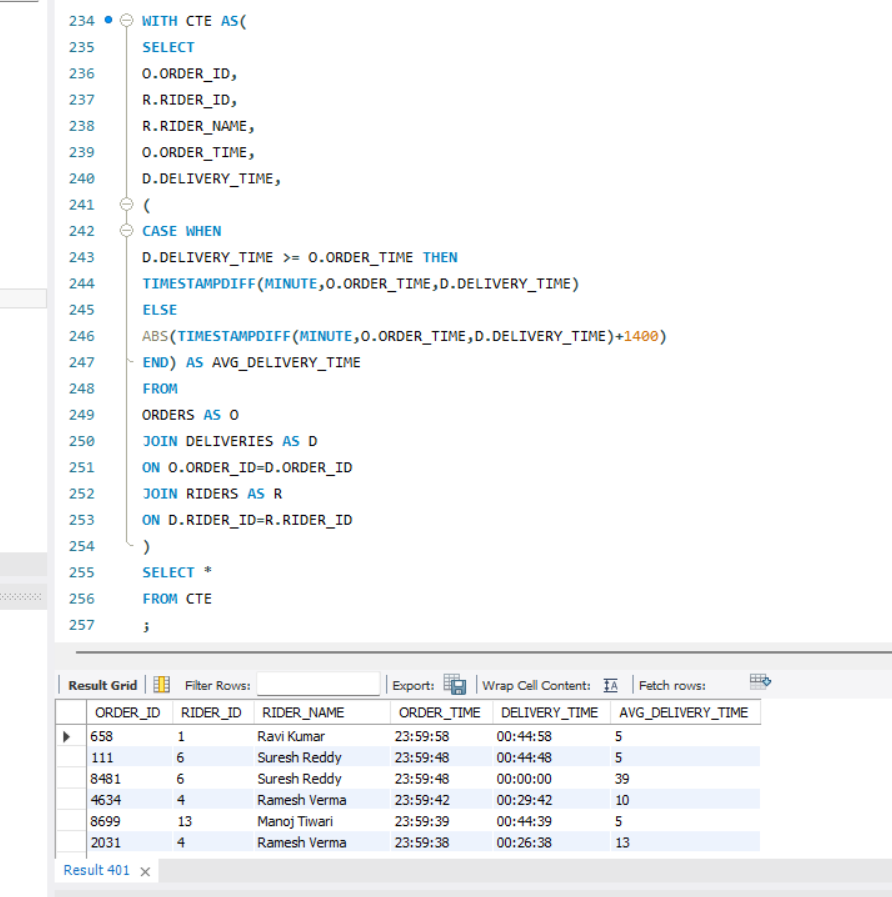 234 WITH CTE AS(
235 SELECT
236 O.ORDER_ID,
237 R.RIDER_ID,
238 R.RIDER_NAME,
239 O.ORDER_TIME,
240 D.DELIVERY_TIME,
241 (
242 CASE WHEN
243 D.DELIVERY_TIME >= O.ORDER_TIME THEN
244 TIMESTAMPDIFF(MINUTE,O.ORDER_TIME,D.DELIVERY_TIME)
245 ELSE
246 ABS(TIMESTAMPDIFF(MINUTE,O.ORDER_TIME,D.DELIVERY_TIME)+1400)
247 END) AS AVG_DELIVERY_TIME
248 FROM
249 ORDERS AS O
250 JOIN DELIVERIES AS D
251 ON O.ORDER_ID=D.ORDER_ID
252 JOIN RIDERS AS R
253 ON D.RIDER_ID=R.RIDER_ID
254 )
255 SELECT *
256 FROM CTE
257 ;
Result Grid Filter Rows: Export: Wrap Cell Content: Fetch rows:
ORDER_ID RIDER_ID RIDER_NAME ORDER_TIME DELIVERY_TIME AVG_DELIVERY_TIME
658 1 Ravi Kumar 23:59:58 00:44:58 5
111 6 Suresh Reddy 23:59:48 00:44:48 5
8481 6 Suresh Reddy 23:59:48 00:00:00 39
4634 4 Ramesh Verma 23:59:42 00:29:42 10
8699 13 Manoj Tiwari 23:59:39 00:44:39 5
2031 4 Ramesh Verma 23:59:38 00:26:38 13
Result 401